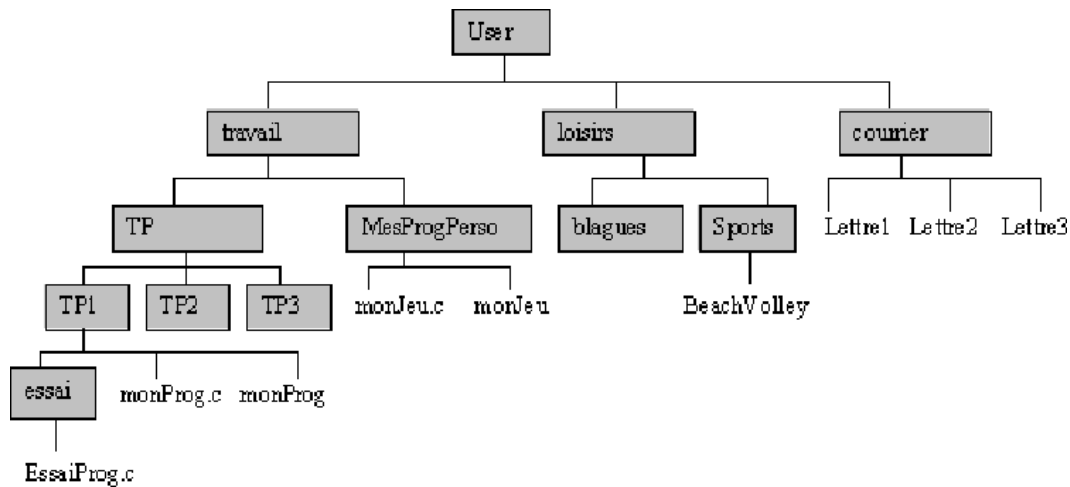 User
travail
loisirs
courrier
TP
MesProgPerso
blagues
Sports
Lettre1
Lettre2
Lettre3
TP1
TP2
TP3
monJeu.c
monJeu
BeachVolley
essai
monProg.c
monProg
EssaiProg.c